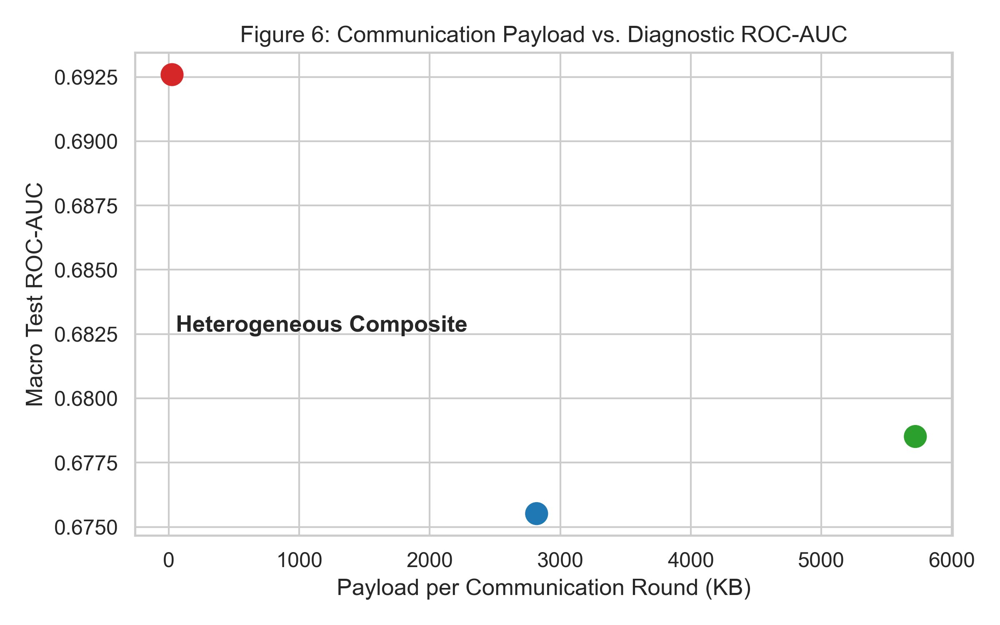 Figure 6: Communication Payload vs. Diagnostic ROC-AUC
Macro Test ROC-AUC
0.6925
0.6900
0.6875
0.6850
0.6825
0.6800
0.6775
0.6750
Heterogeneous Composite
0 1000 2000 3000 4000 5000 6000
Payload per Communication Round (KB)